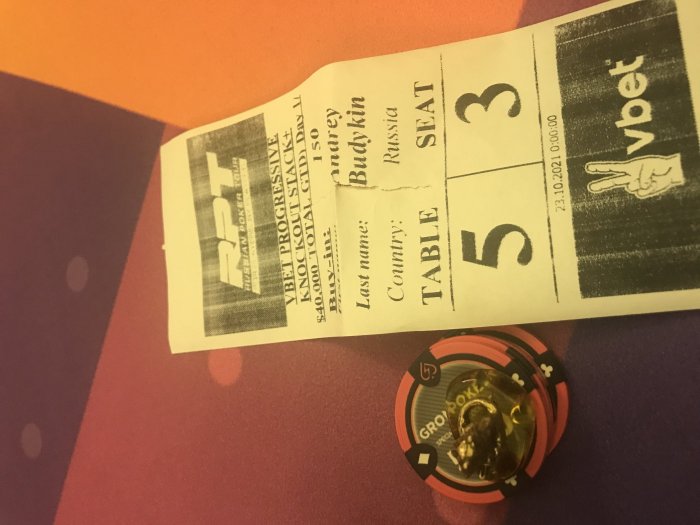 RPT
RUSSIAN POKER TOUR
VBET PROGRESSIVE
KNOCKOUT STACK+
$40.000 TOTAL GTD) Day 1/
Buy-in: 150
Andrey
Last name: Budykin
Country: Russia
TABLE SEAT
5 3
23.10.2021 0:00:00
vbet
POKE